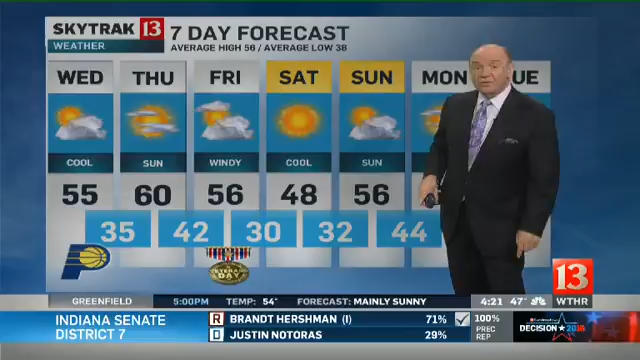 SKYTRAK 13
WEATHER
7 DAY FORECAST
AVERAGE HIGH 56 / AVERAGE LOW 38
WED THU FRI SAT SUN MON TUE
COOL SUN WINDY COOL SUN
55 60 56 48 56
35 42 30 32 44
VETERANS DAY
13
GREENFIELD 5:00PM TEMP: 54° FORECAST: MAINLY SUNNY 4:21 47° WTHR
INDIANA SENATE
DISTRICT 7
R BRANDT HERSHMAN (I) 71%
D JUSTIN NOTORAS 29%
100%
PREC
REP
DECISION 2016